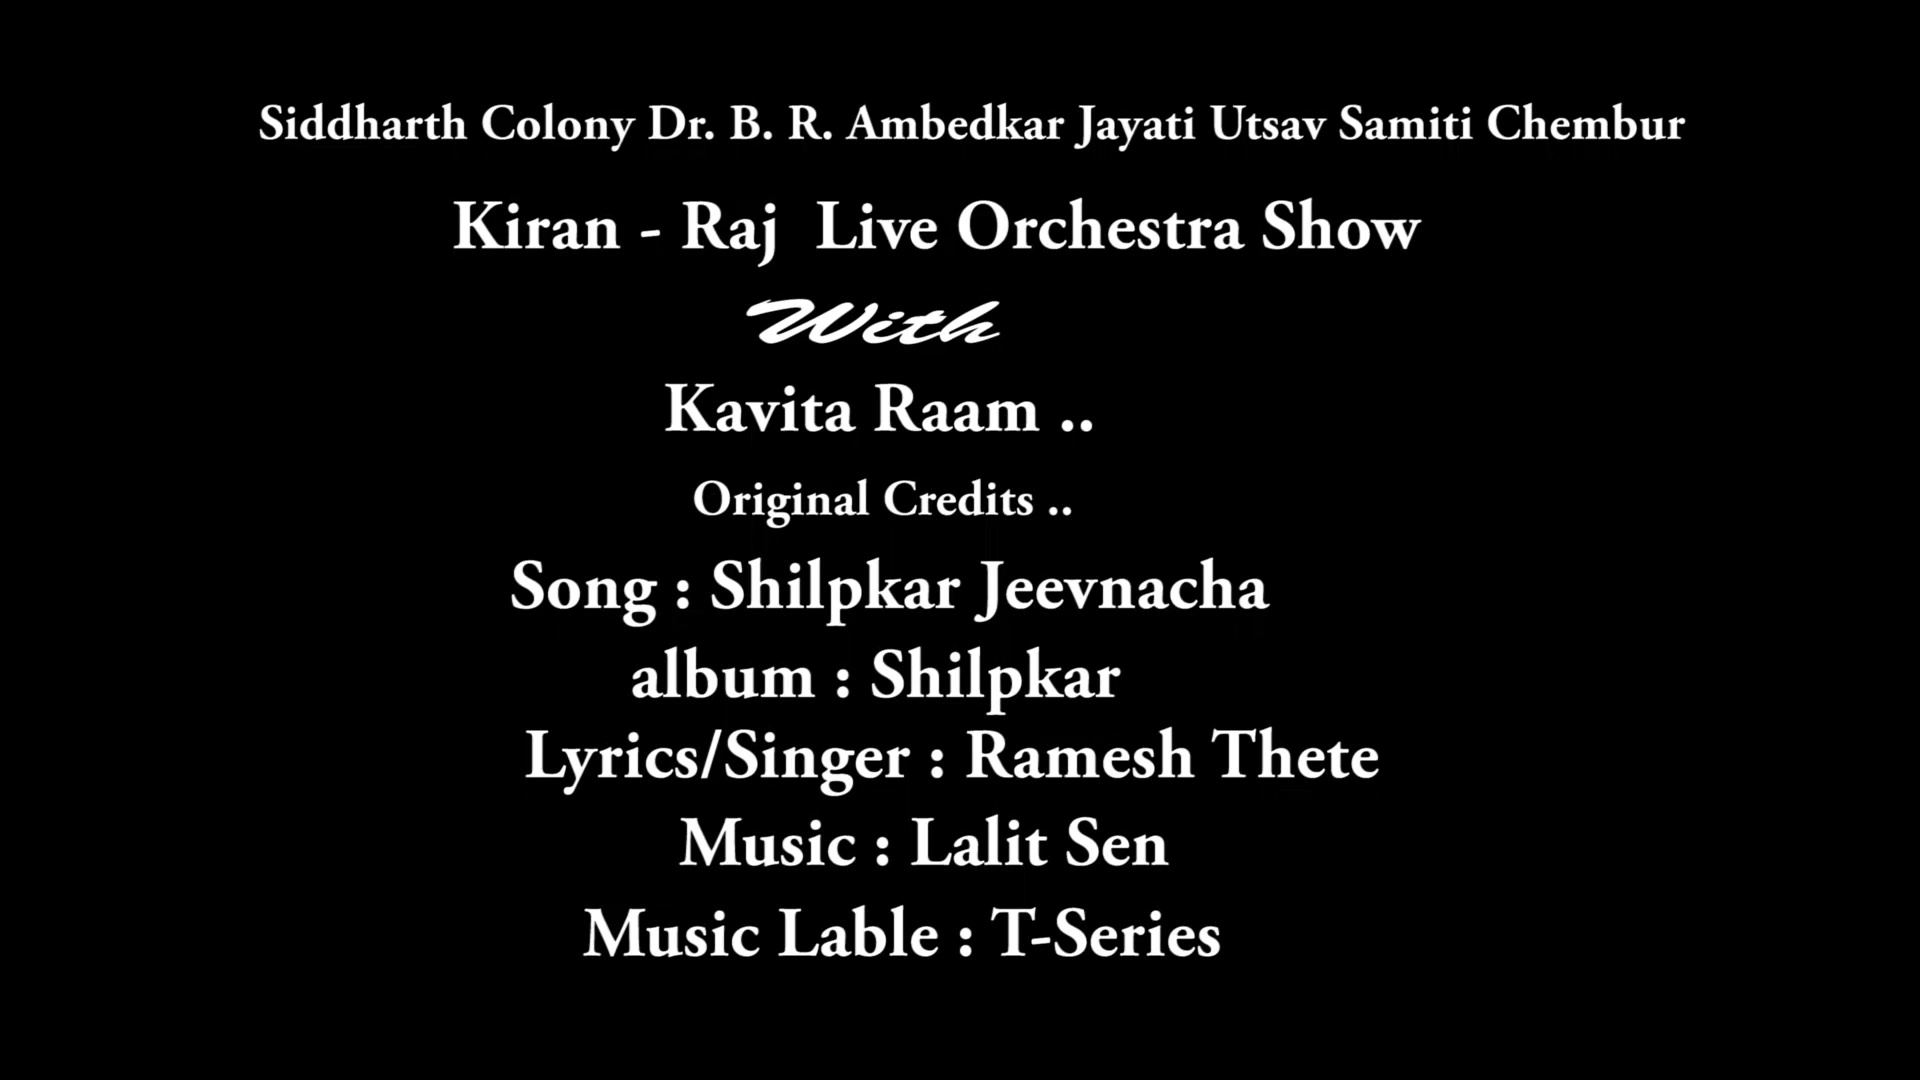 Siddharth Colony Dr. B. R. Ambedkar Jayati Utsav Samiti Chembur
Kiran - Raj Live Orchestra Show
With
Kavita Raam ..
Original Credits ..
Song : Shilpkar Jeevnacha
album : Shilpkar
Lyrics/Singer : Ramesh Thete
Music : Lalit Sen
Music Lable : T-Series